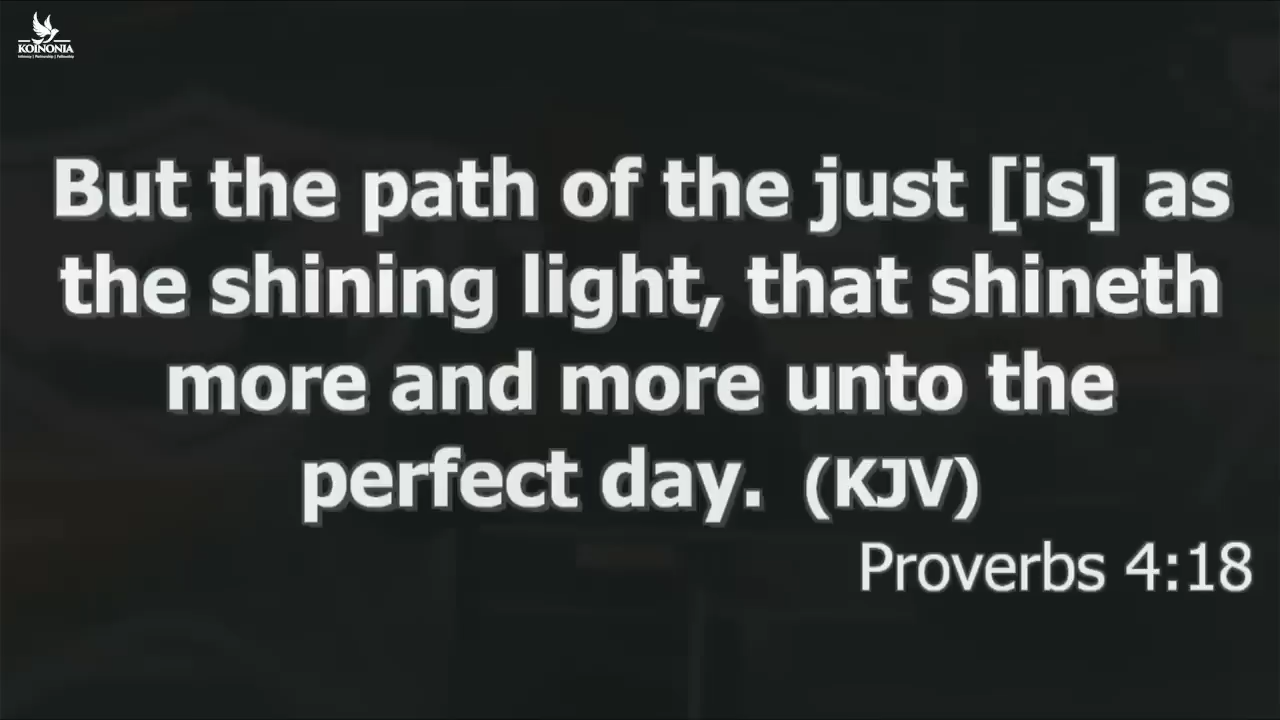 KOINONIA
But the path of the just [is] as
the shining light, that shineth
more and more unto the
perfect day. (KJV)
Proverbs 4:18